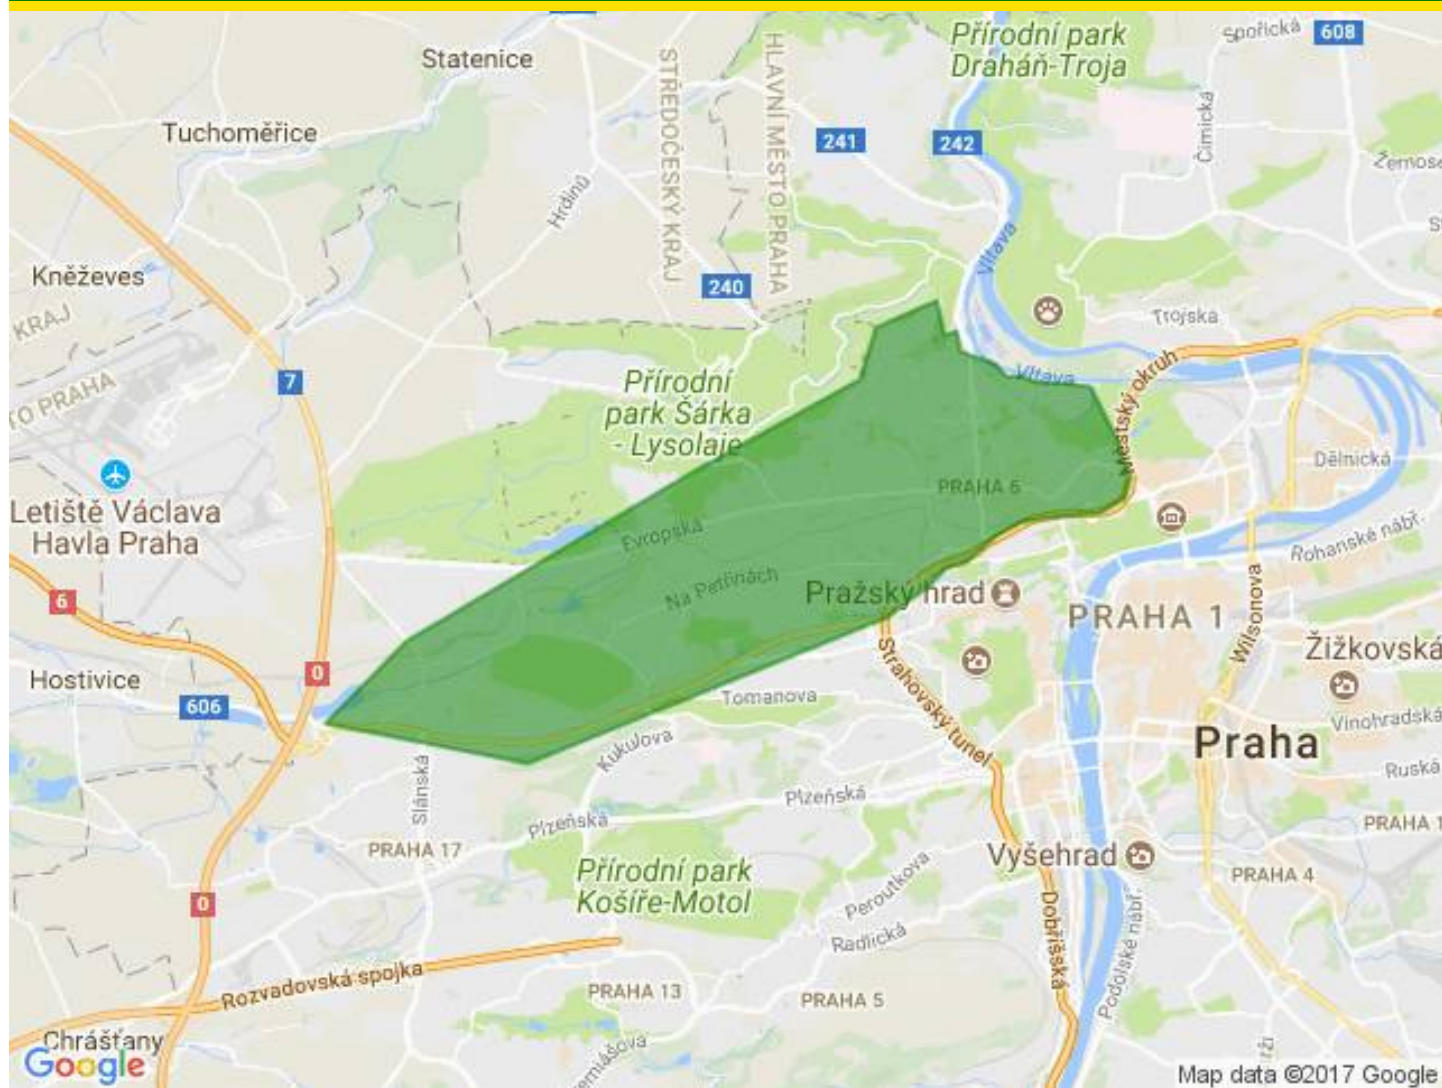 Přírodní park
Draháň-Troja
Spořická
608
Statenice
STŘEDOČESKÝ KRAJ
HLAVNÍ MĚSTO PRAHA
Tuchoměřice
241
242
Čimická
Hrdinů
Vltava
Kněževes
KRAJ
240
Trojská
7
TO PRAHA
Přírodní
park Šárka
- Lysolaje
Vltava
Městský okruh
Dělnická
PRAHA 6
Letiště Václava
Havla Praha
Evropská
Rohanské nábř.
6
Na Petřinách
Pražský hrad
PRAHA 1
Wilsonova
Žižkovská
Hostivice
0
606
Strahovský tunel
Tomanova
Vinohradská
Kukulova
Praha
Ruská
Slánská
Plzeňská
Plzeňská
PRAHA 1
PRAHA 17
Vyšehrad
Přírodní park
Košíře-Motol
Peroutkova
PRAHA 4
0
Radlická
Dobříšská
Podolské nábř.
Rozvadovská spojka
PRAHA 13
PRAHA 5
Chrášťany
Google
Map data ©2017 Google